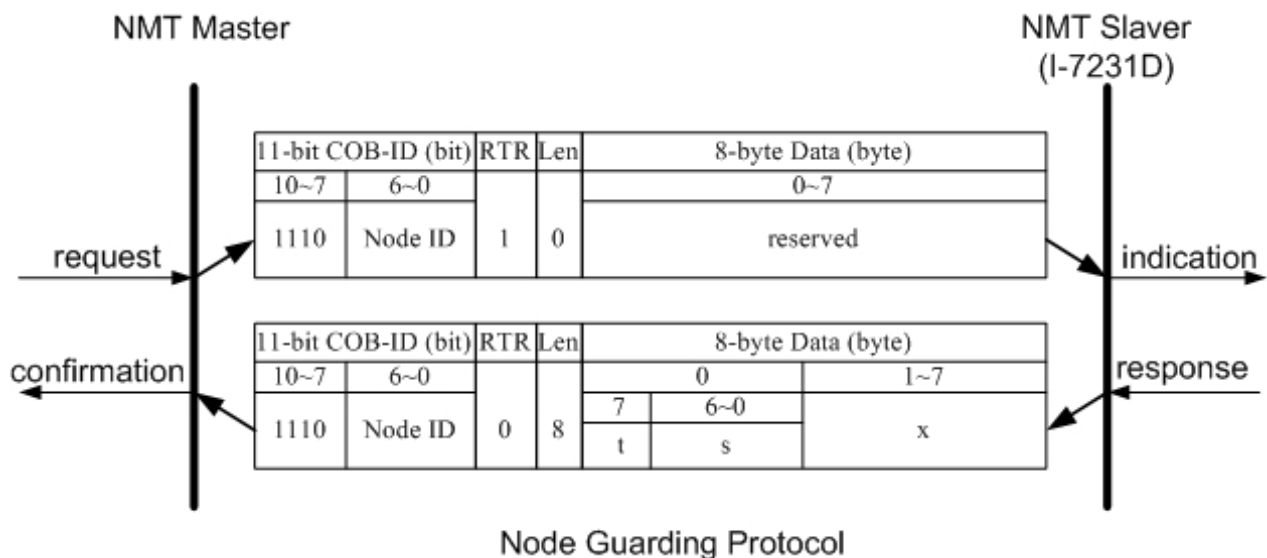 NMT Master
NMT Slaver
(I-7231D)
11-bit COB-ID (bit) RTR Len 8-byte Data (byte)
10~7 6~0 0~7
1110 Node ID 1 0 reserved
request
indication
11-bit COB-ID (bit) RTR Len 8-byte Data (byte)
confirmation
response
10~7 6~0 0 1~7
7 6~0
1110 Node ID 0 8 x
t s
Node Guarding Protocol